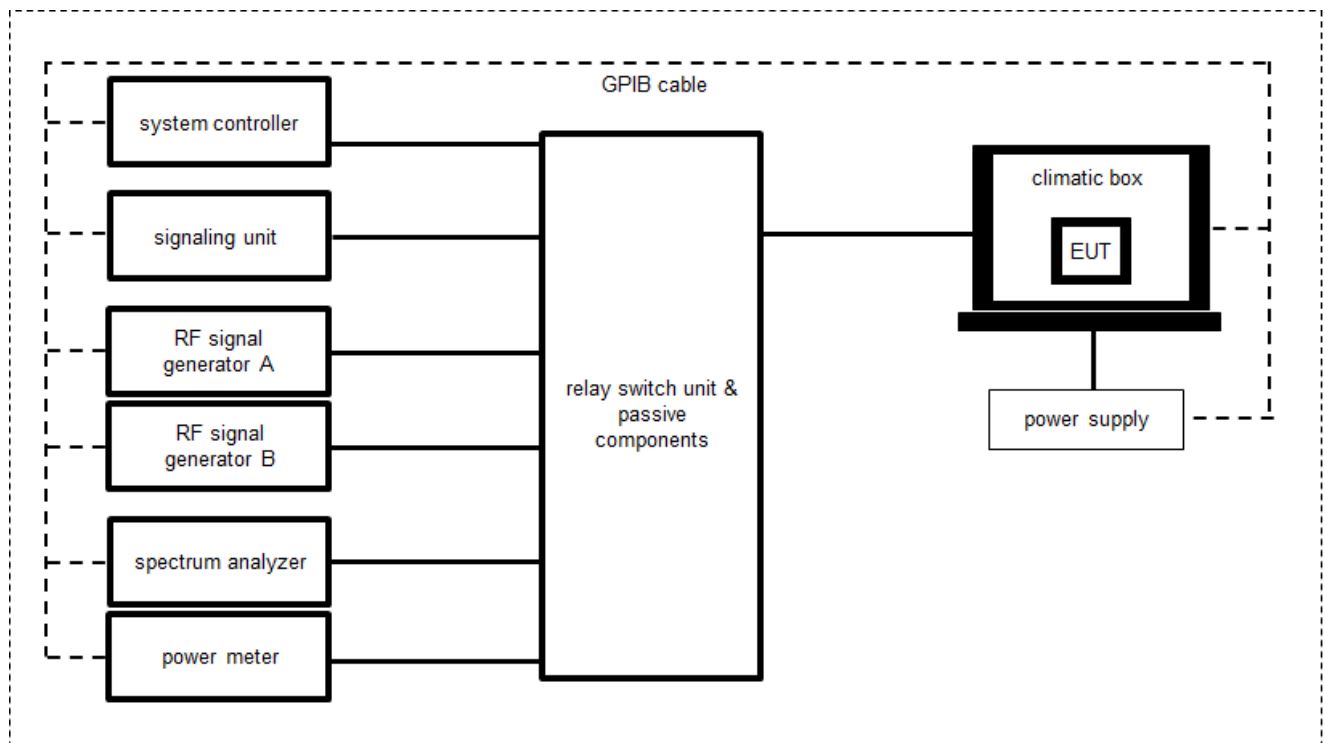 GPIB cable
system controller
signaling unit
RF signal
generator A
RF signal
generator B
spectrum analyzer
power meter
relay switch unit &
passive
components
climatic box
EUT
power supply